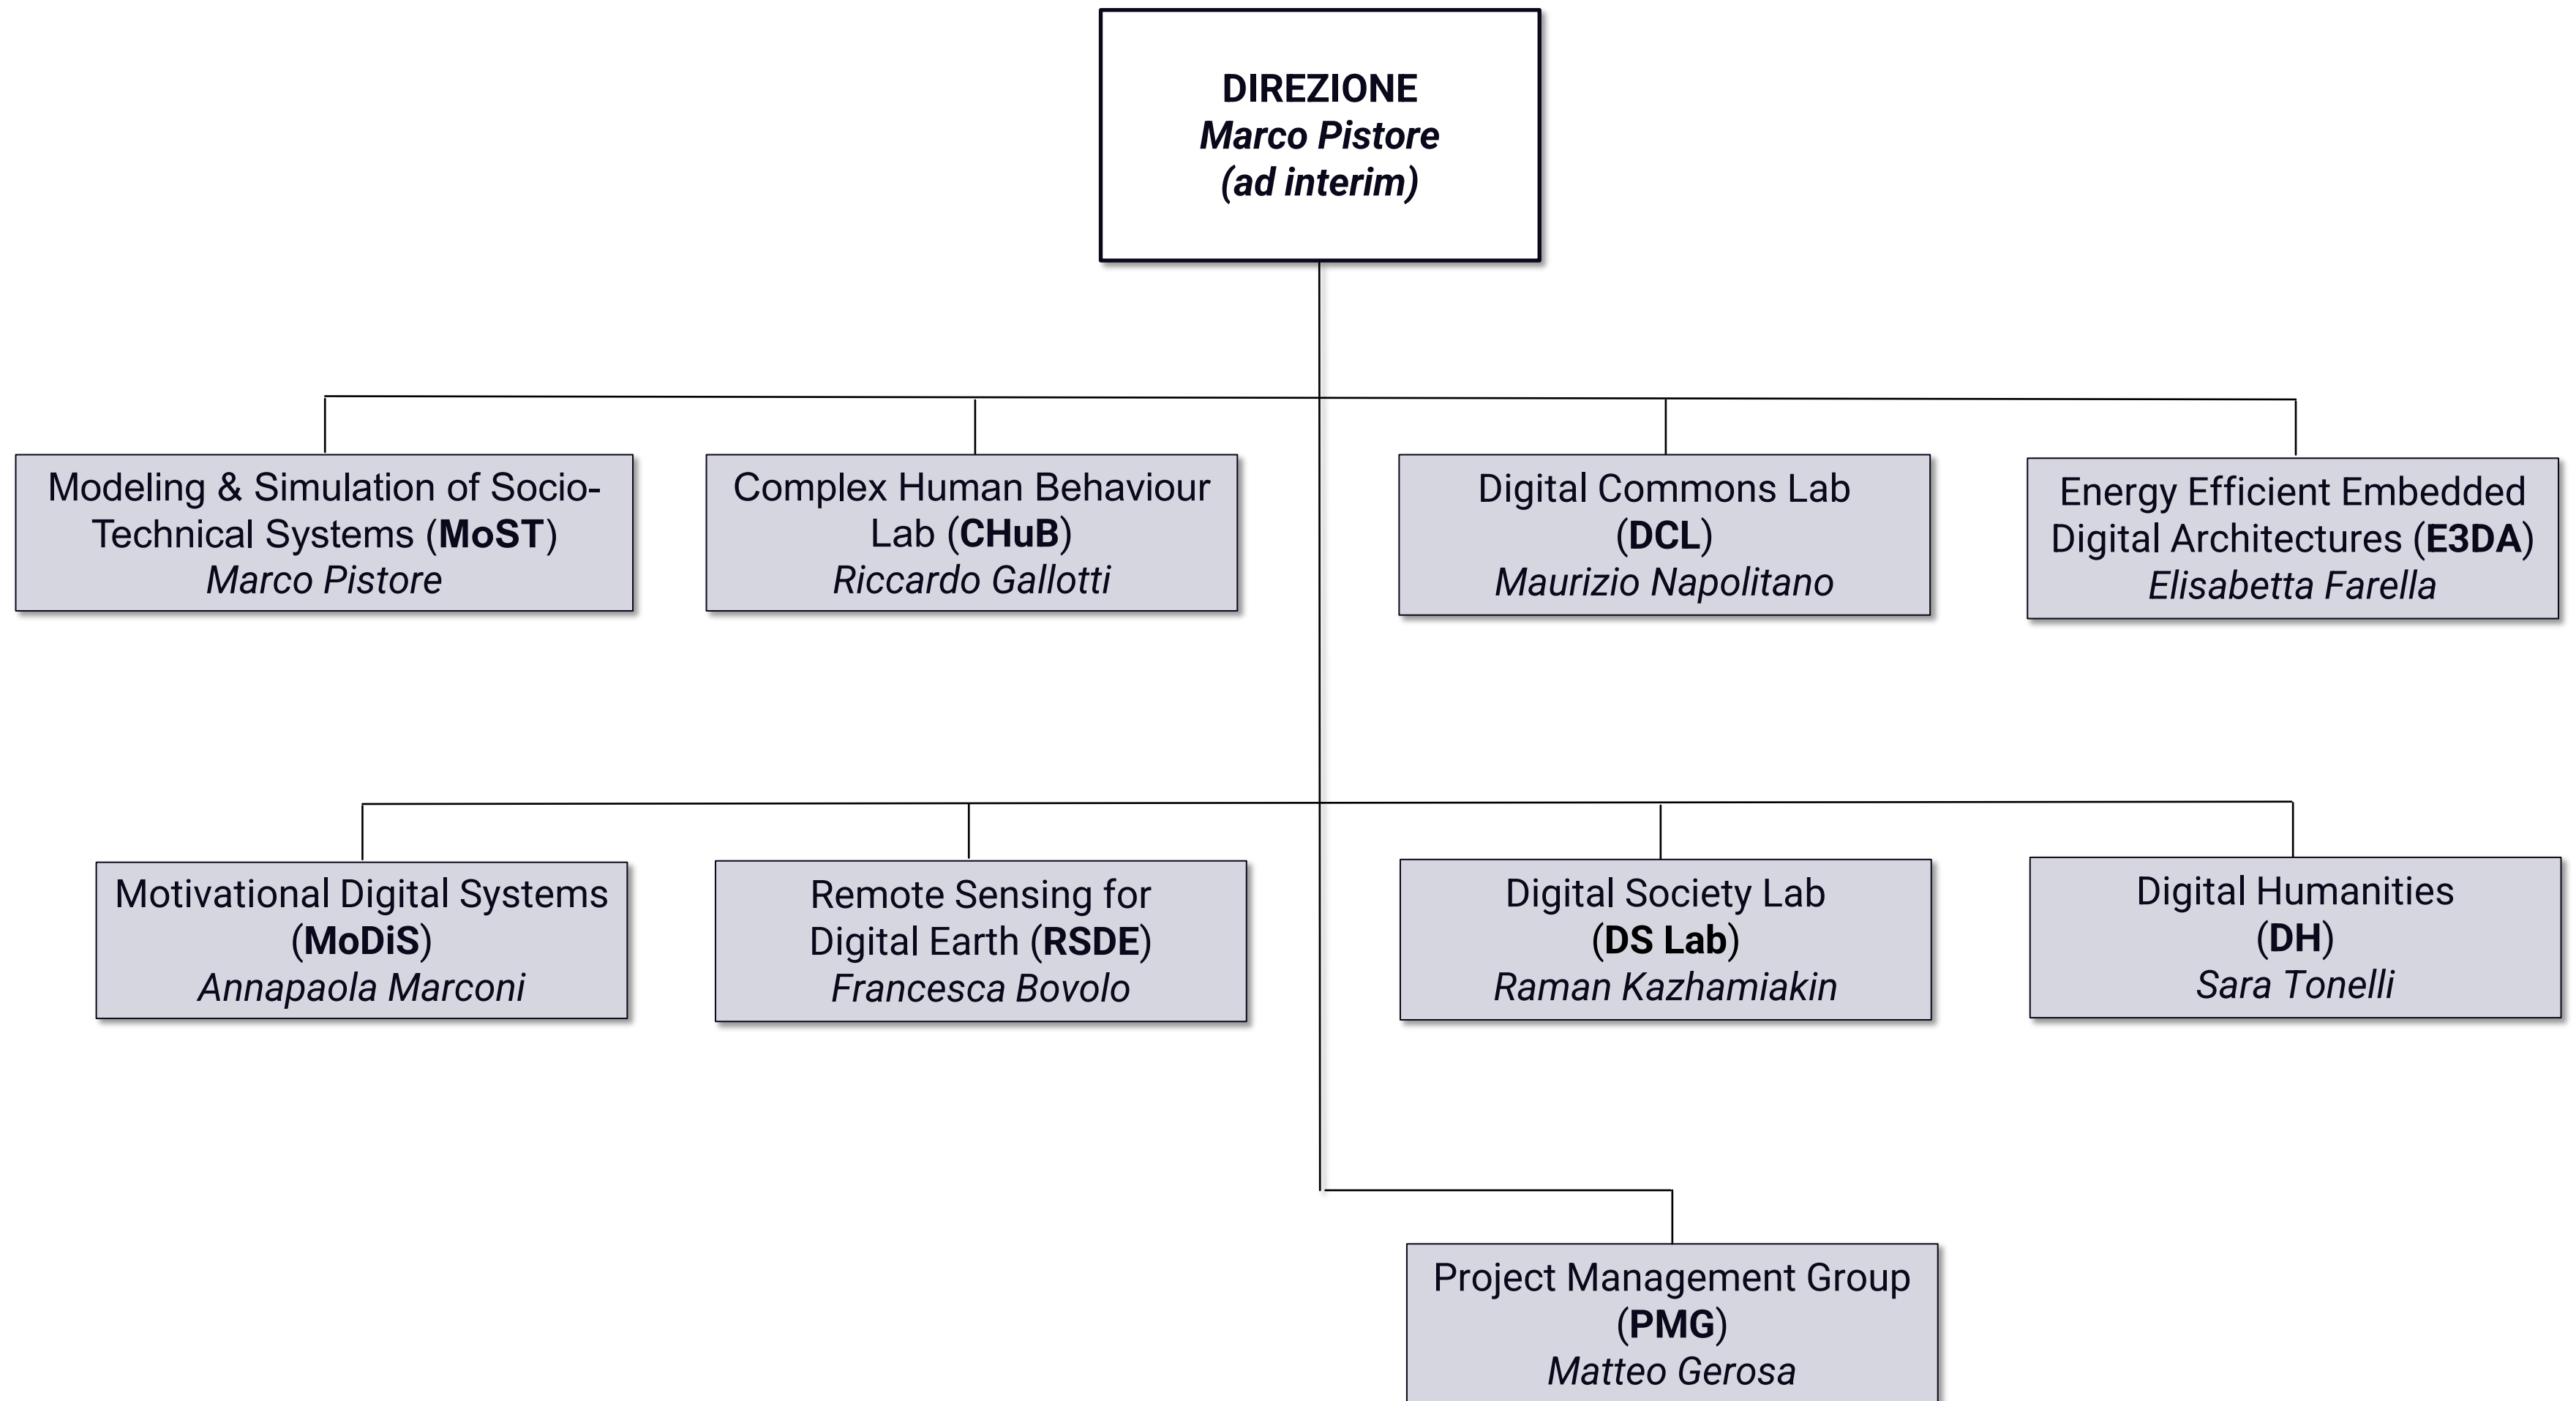 DIREZIONE
Marco Pistore
(ad interim)
Modeling & Simulation of Socio-
Technical Systems (MoST)
Marco Pistore
Complex Human Behaviour
Lab (CHuB)
Riccardo Gallotti
Digital Commons Lab
(DCL)
Maurizio Napolitano
Energy Efficient Embedded
Digital Architectures (E3DA)
Elisabetta Farella
Motivational Digital Systems
(MoDiS)
Annapaola Marconi
Remote Sensing for
Digital Earth (RSDE)
Francesca Bovolo
Digital Society Lab
(DS Lab)
Raman Kazhamiakin
Digital Humanities
(DH)
Sara Tonelli
Project Management Group
(PMG)
Matteo Gerosa